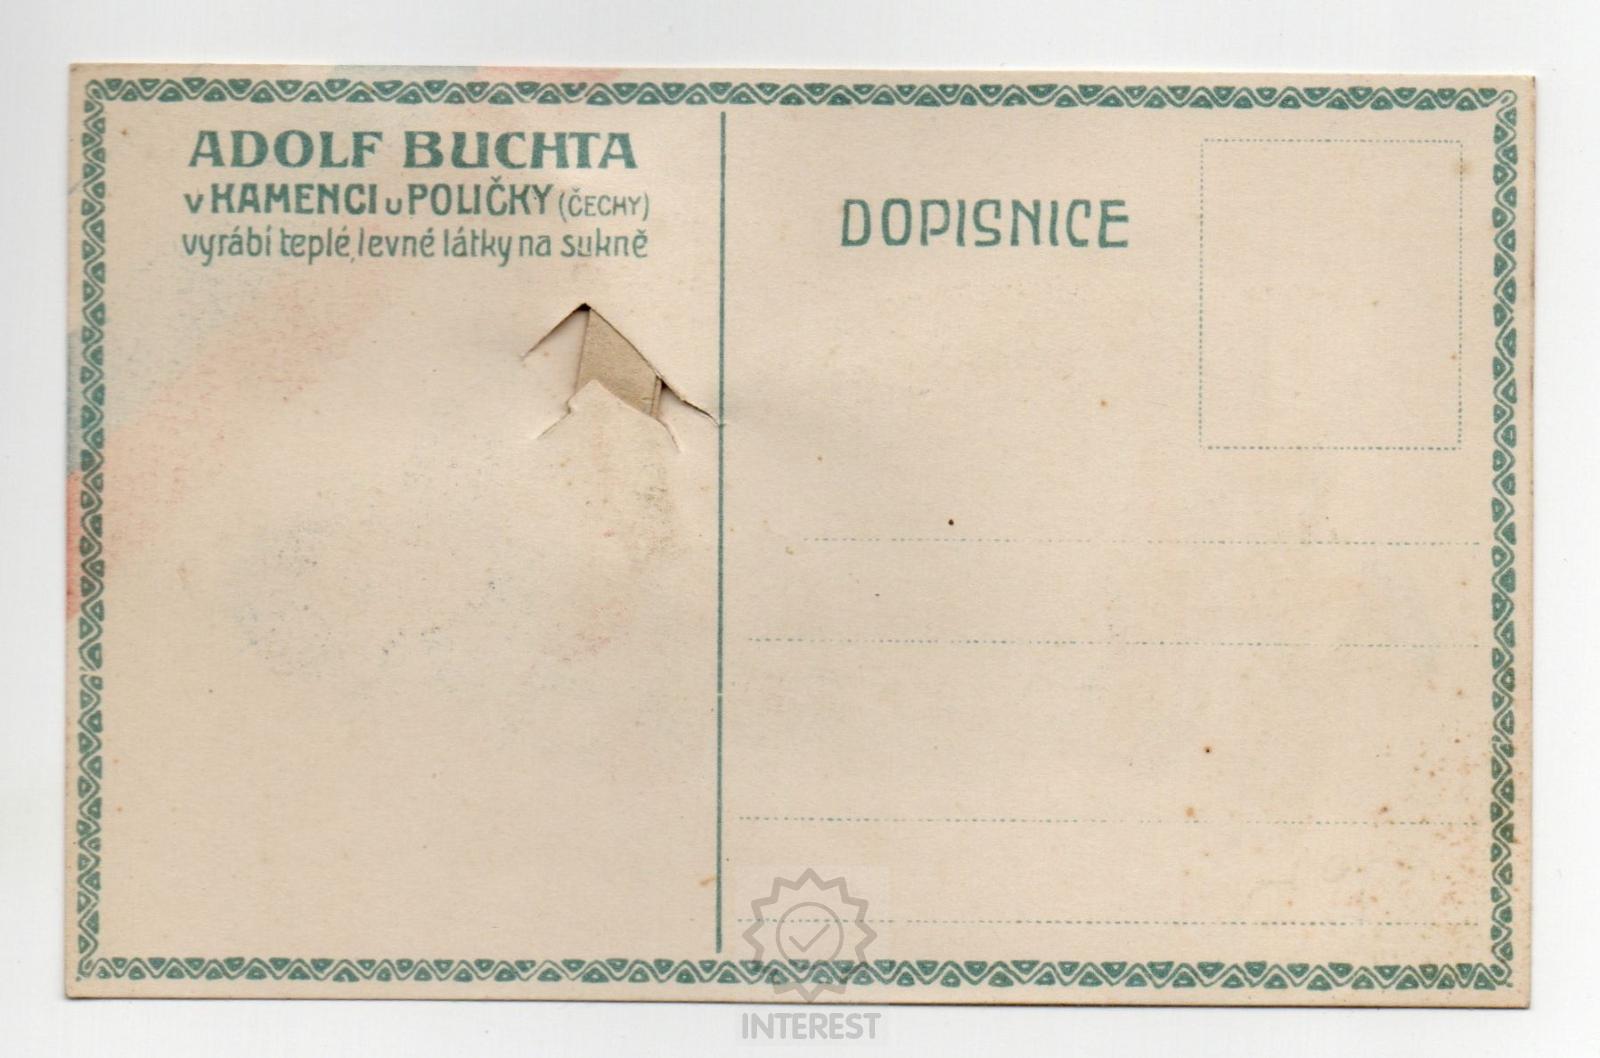 ADOLF BUCHTA
v KAMENCI u POLIČKY (ČECHY)
vyrábí teplé, levné látky na sukně
DOPISNICE
INTEREST